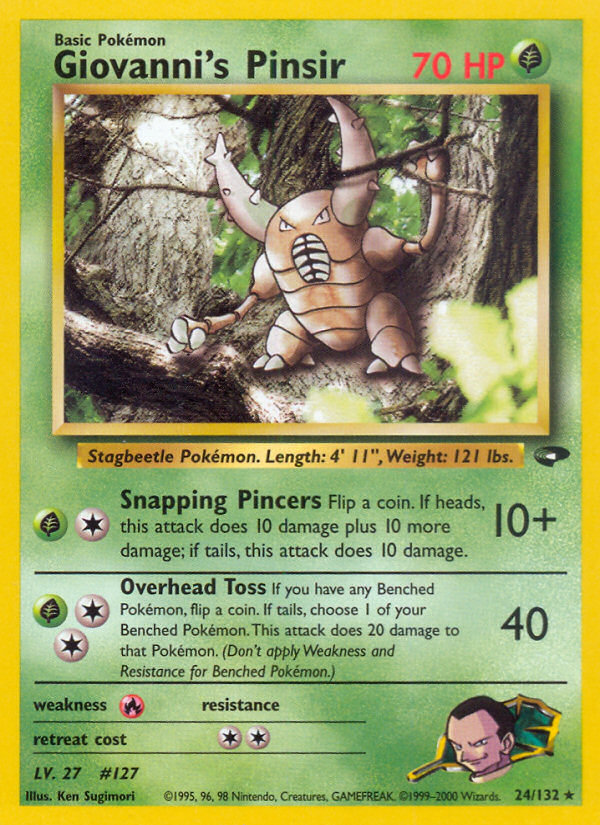 Basic Pokémon
Giovanni's Pinsir 70 HP
Stagbeetle Pokémon. Length: 4' 11", Weight: 121 lbs.
Snapping Pincers Flip a coin. If heads,
this attack does 10 damage plus 10 more
damage; if tails, this attack does 10 damage.
10+
Overhead Toss If you have any Benched
Pokémon, flip a coin. If tails, choose 1 of your
Benched Pokémon. This attack does 20 damage to
that Pokémon. (Don't apply Weakness and
Resistance for Benched Pokémon.)
40
weakness resistance
retreat cost
LV. 27 #127
Illus. Ken Sugimori ©1995, 96, 98 Nintendo, Creatures, GAMEFREAK. ©1999-2000 Wizards. 24/132 ★